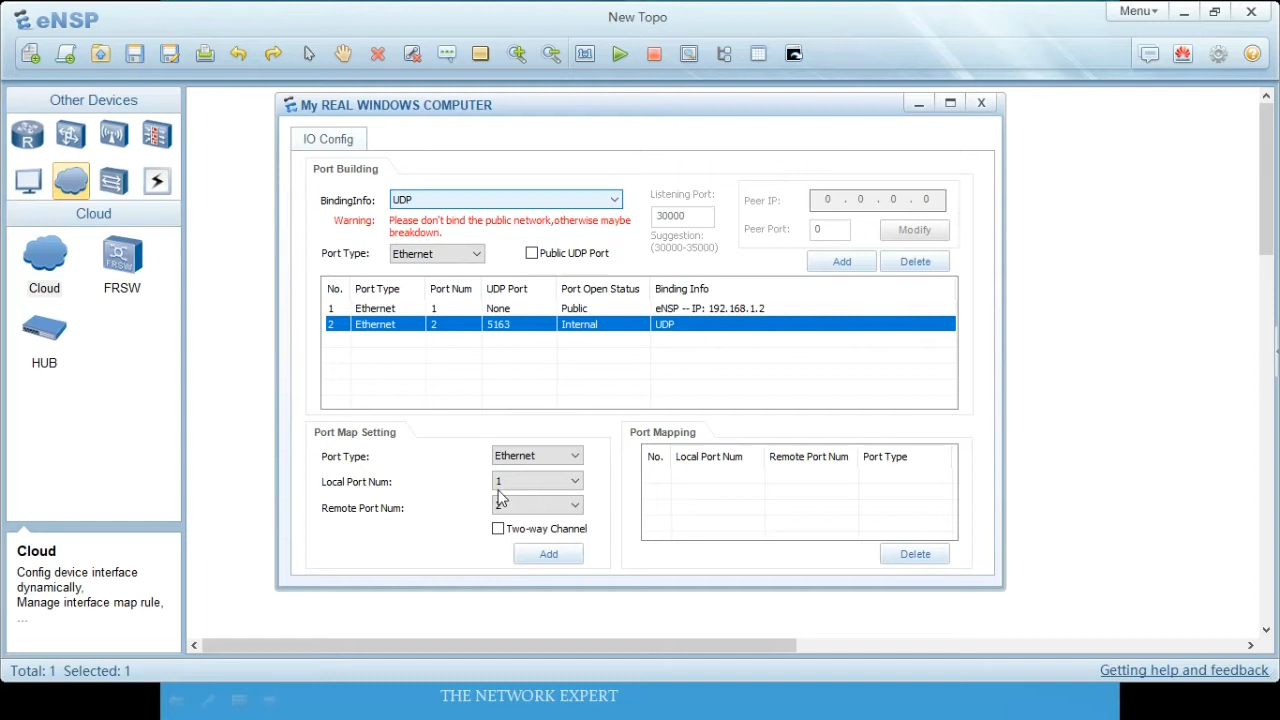 eNSP
New Topo
Menu
Other Devices
R
Cloud
Cloud
FRSW
FRSW
HUB
Cloud
Config device interface
dynamically,
Manage interface map rule,
...
My REAL WINDOWS COMPUTER
IO Config
Port Building
BindingInfo: UDP
Warning: Please don't bind the public network,otherwise maybe
breakdown.
Port Type: Ethernet
Public UDP Port
Listening Port:
30000
Suggestion:
(30000-35000)
Peer IP: 0 . 0 . 0 . 0
Peer Port: 0 Modify
Add Delete
No. Port Type Port Num UDP Port Port Open Status Binding Info
1 Ethernet 1 None Public eNSP -- IP: 192.168.1.2
2 Ethernet 2 5163 Internal UDP
Port Map Setting
Port Type: Ethernet
Local Port Num: 1
Remote Port Num: 2
Two-way Channel
Add
Port Mapping
No. Local Port Num Remote Port Num Port Type
Delete
Total: 1 Selected: 1
Getting help and feedback
THE NETWORK EXPERT